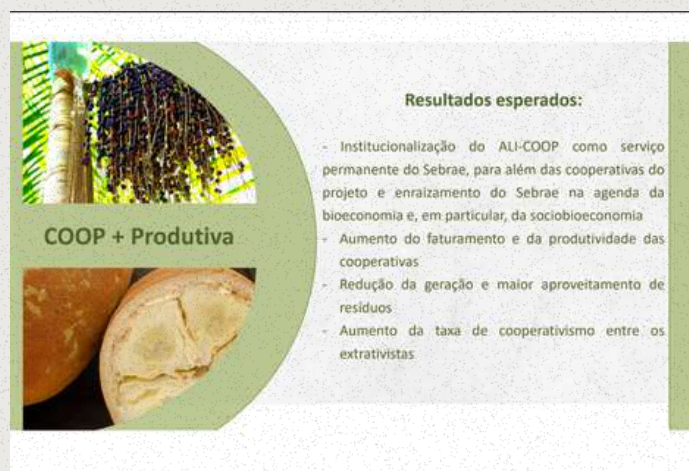 COOP + Produtiva
Resultados esperados:
- Institucionalização do ALI-COOP como serviço
permanente do Sebrae, para além das cooperativas do
projeto e enraizamento do Sebrae na agenda da
bioeconomia e, em particular, da sociobioeconomia
- Aumento do faturamento e da produtividade das
cooperativas
- Redução da geração e maior aproveitamento de
resíduos
- Aumento da taxa de cooperativismo entre os
extrativistas